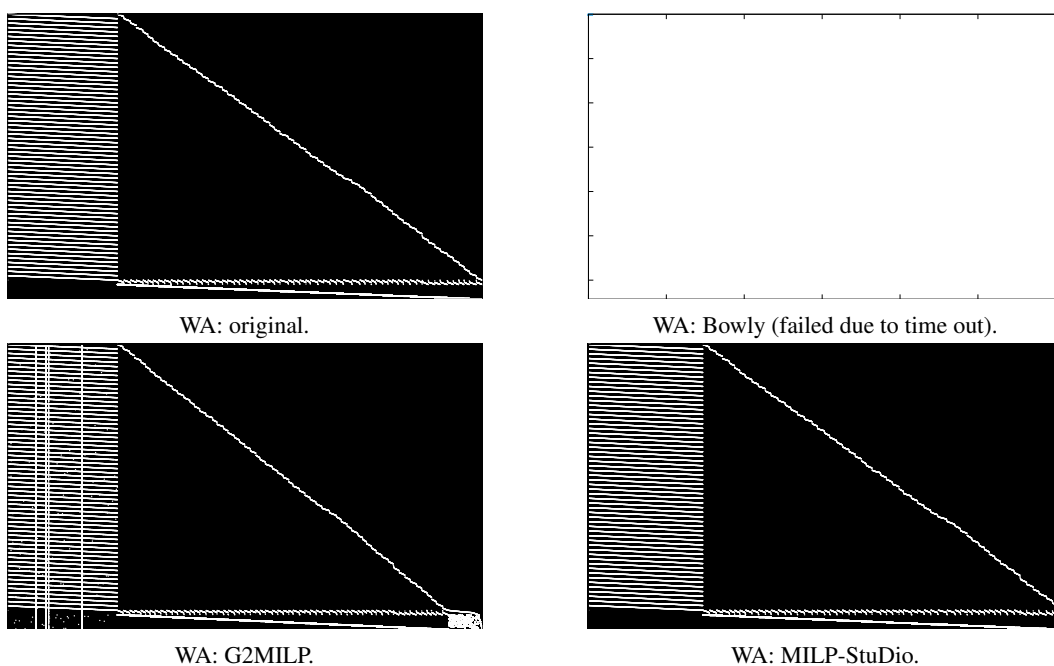 WA: original.
WA: Bowly (failed due to time out).
WA: G2MILP.
WA: MILP-StuDio.